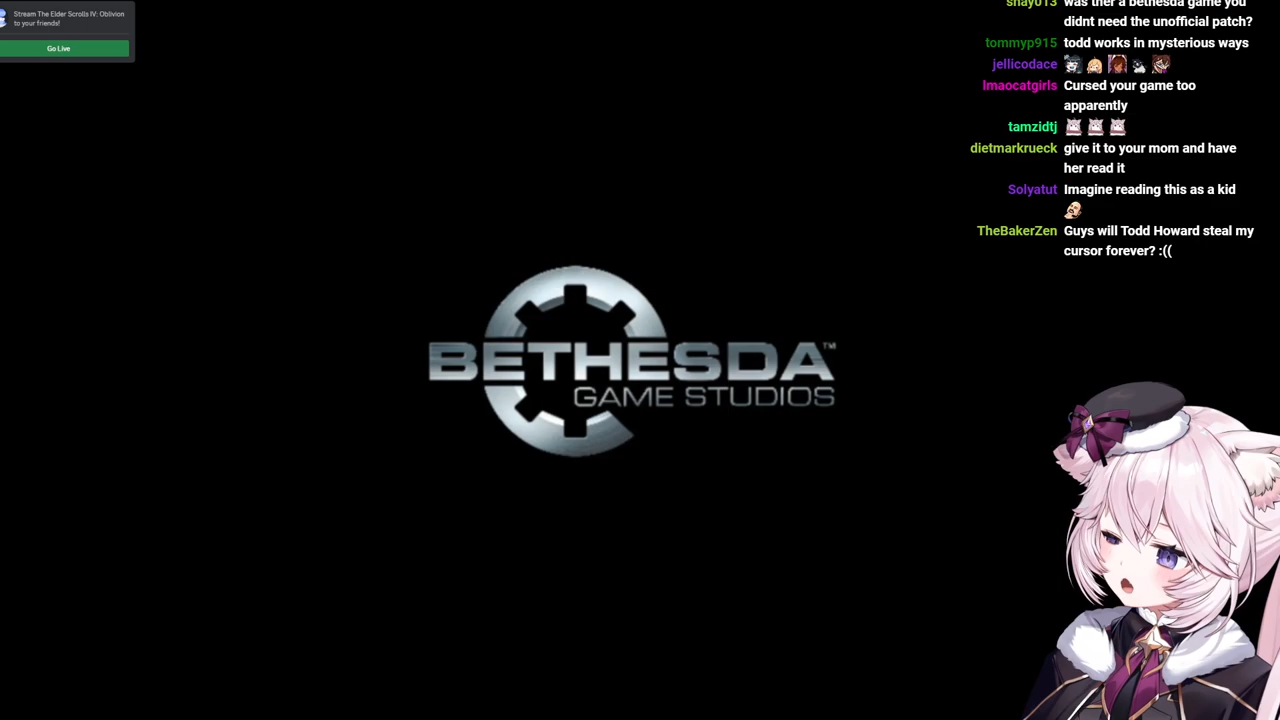 Stream The Elder Scrolls IV: Oblivion
to your friends!
Go Live
BETHESDA™
GAME STUDIOS
shay013 was ther a bethesda game you
didnt need the unofficial patch?
tommyp915 todd works in mysterious ways
jellicodace
lmaocatgirls Cursed your game too
apparently
tamzidtj
dietmarkrueck give it to your mom and have
her read it
Solyatut Imagine reading this as a kid
TheBakerZen Guys will Todd Howard steal my
cursor forever? :((